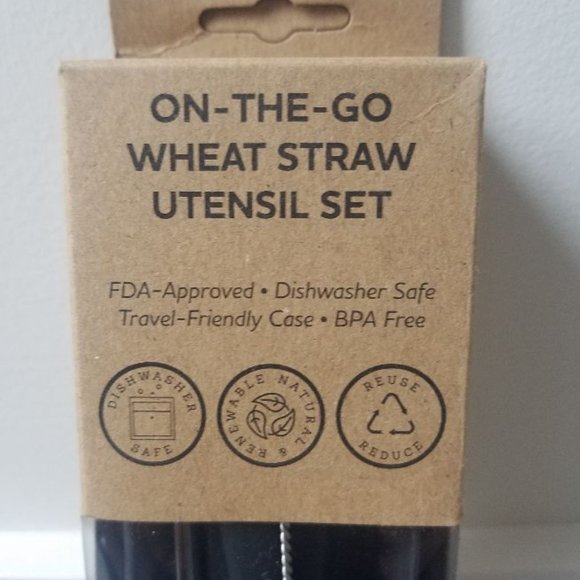 ON-THE-GO
WHEAT STRAW
UTENSIL SET
FDA-Approved • Dishwasher Safe
Travel-Friendly Case • BPA Free
DISHWASHER
SAFE
RENEWABLE NATURAL &
REUSE
REDUCE